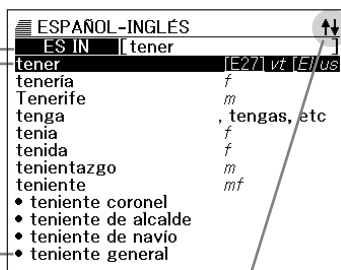 ESPAÑOL-INGLÉS
ES IN [tener ]
tener [E27] vt [E] us
tenería f
Tenerife m
tenga , tengas, etc
tenia f
tenida f
tenientazgo m
teniente mf
• teniente coronel
• teniente de alcalde
• teniente de navío
• teniente general